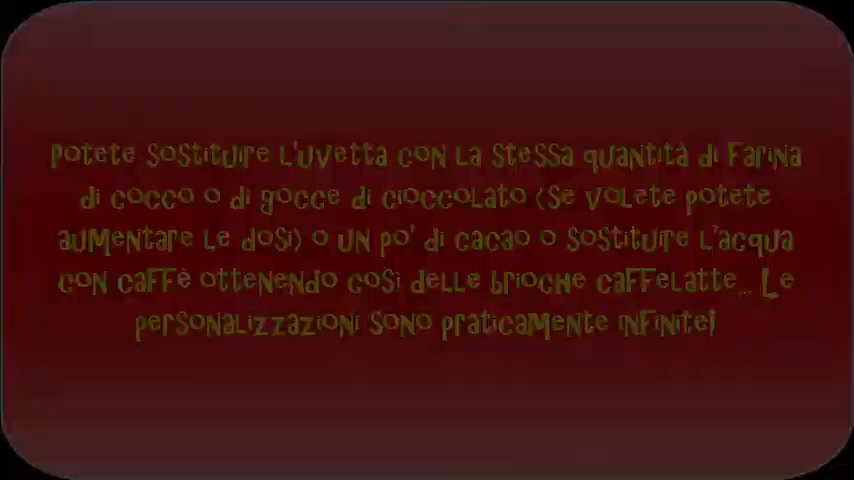 Potete sostituire l'uvetta con la stessa quantità di farina
di cocco o di gocce di cioccolato (se volete potete
aumentare le dosi) o un po' di cacao o sostituire l'acqua
con caffè ottenendo così delle brioche caffelatte... Le
personalizzazioni sono praticamente infinite!